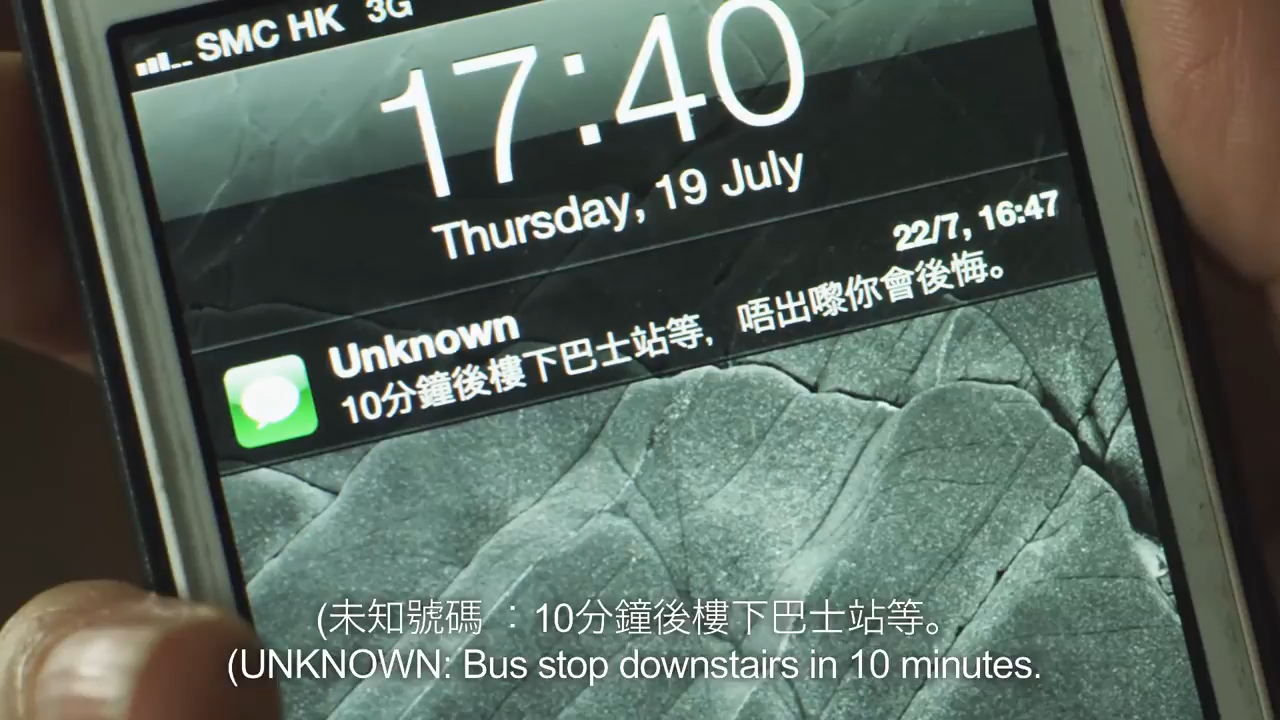 SMC HK 3G
17:40
Thursday, 19 July
22/7, 16:47
Unknown
10分鐘後樓下巴士站等, 唔出嚟你會後悔。
(未知號碼 ：10分鐘後樓下巴士站等。
(UNKNOWN: Bus stop downstairs in 10 minutes.